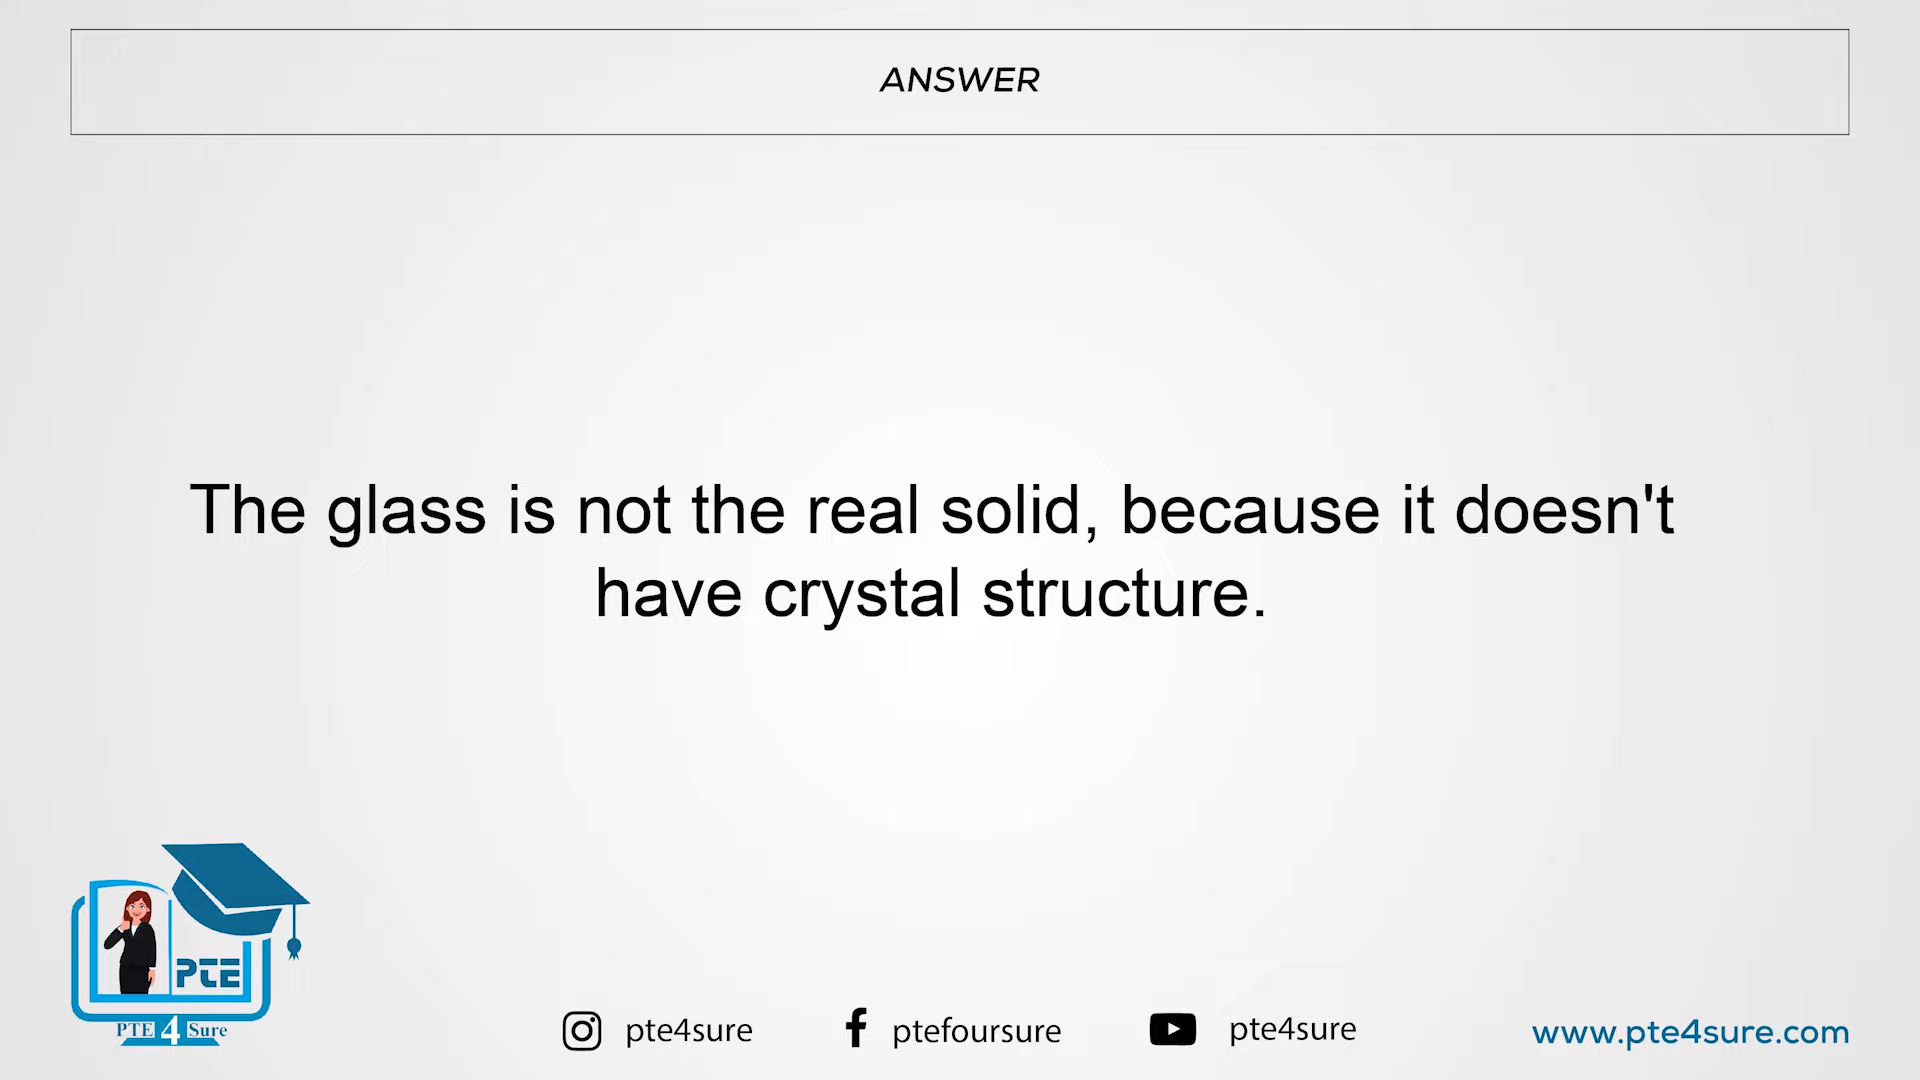 ANSWER
The glass is not the real solid, because it doesn't
have crystal structure.
PTE
PTE 4 Sure
pte4sure
ptefoursure
pte4sure
www.pte4sure.com